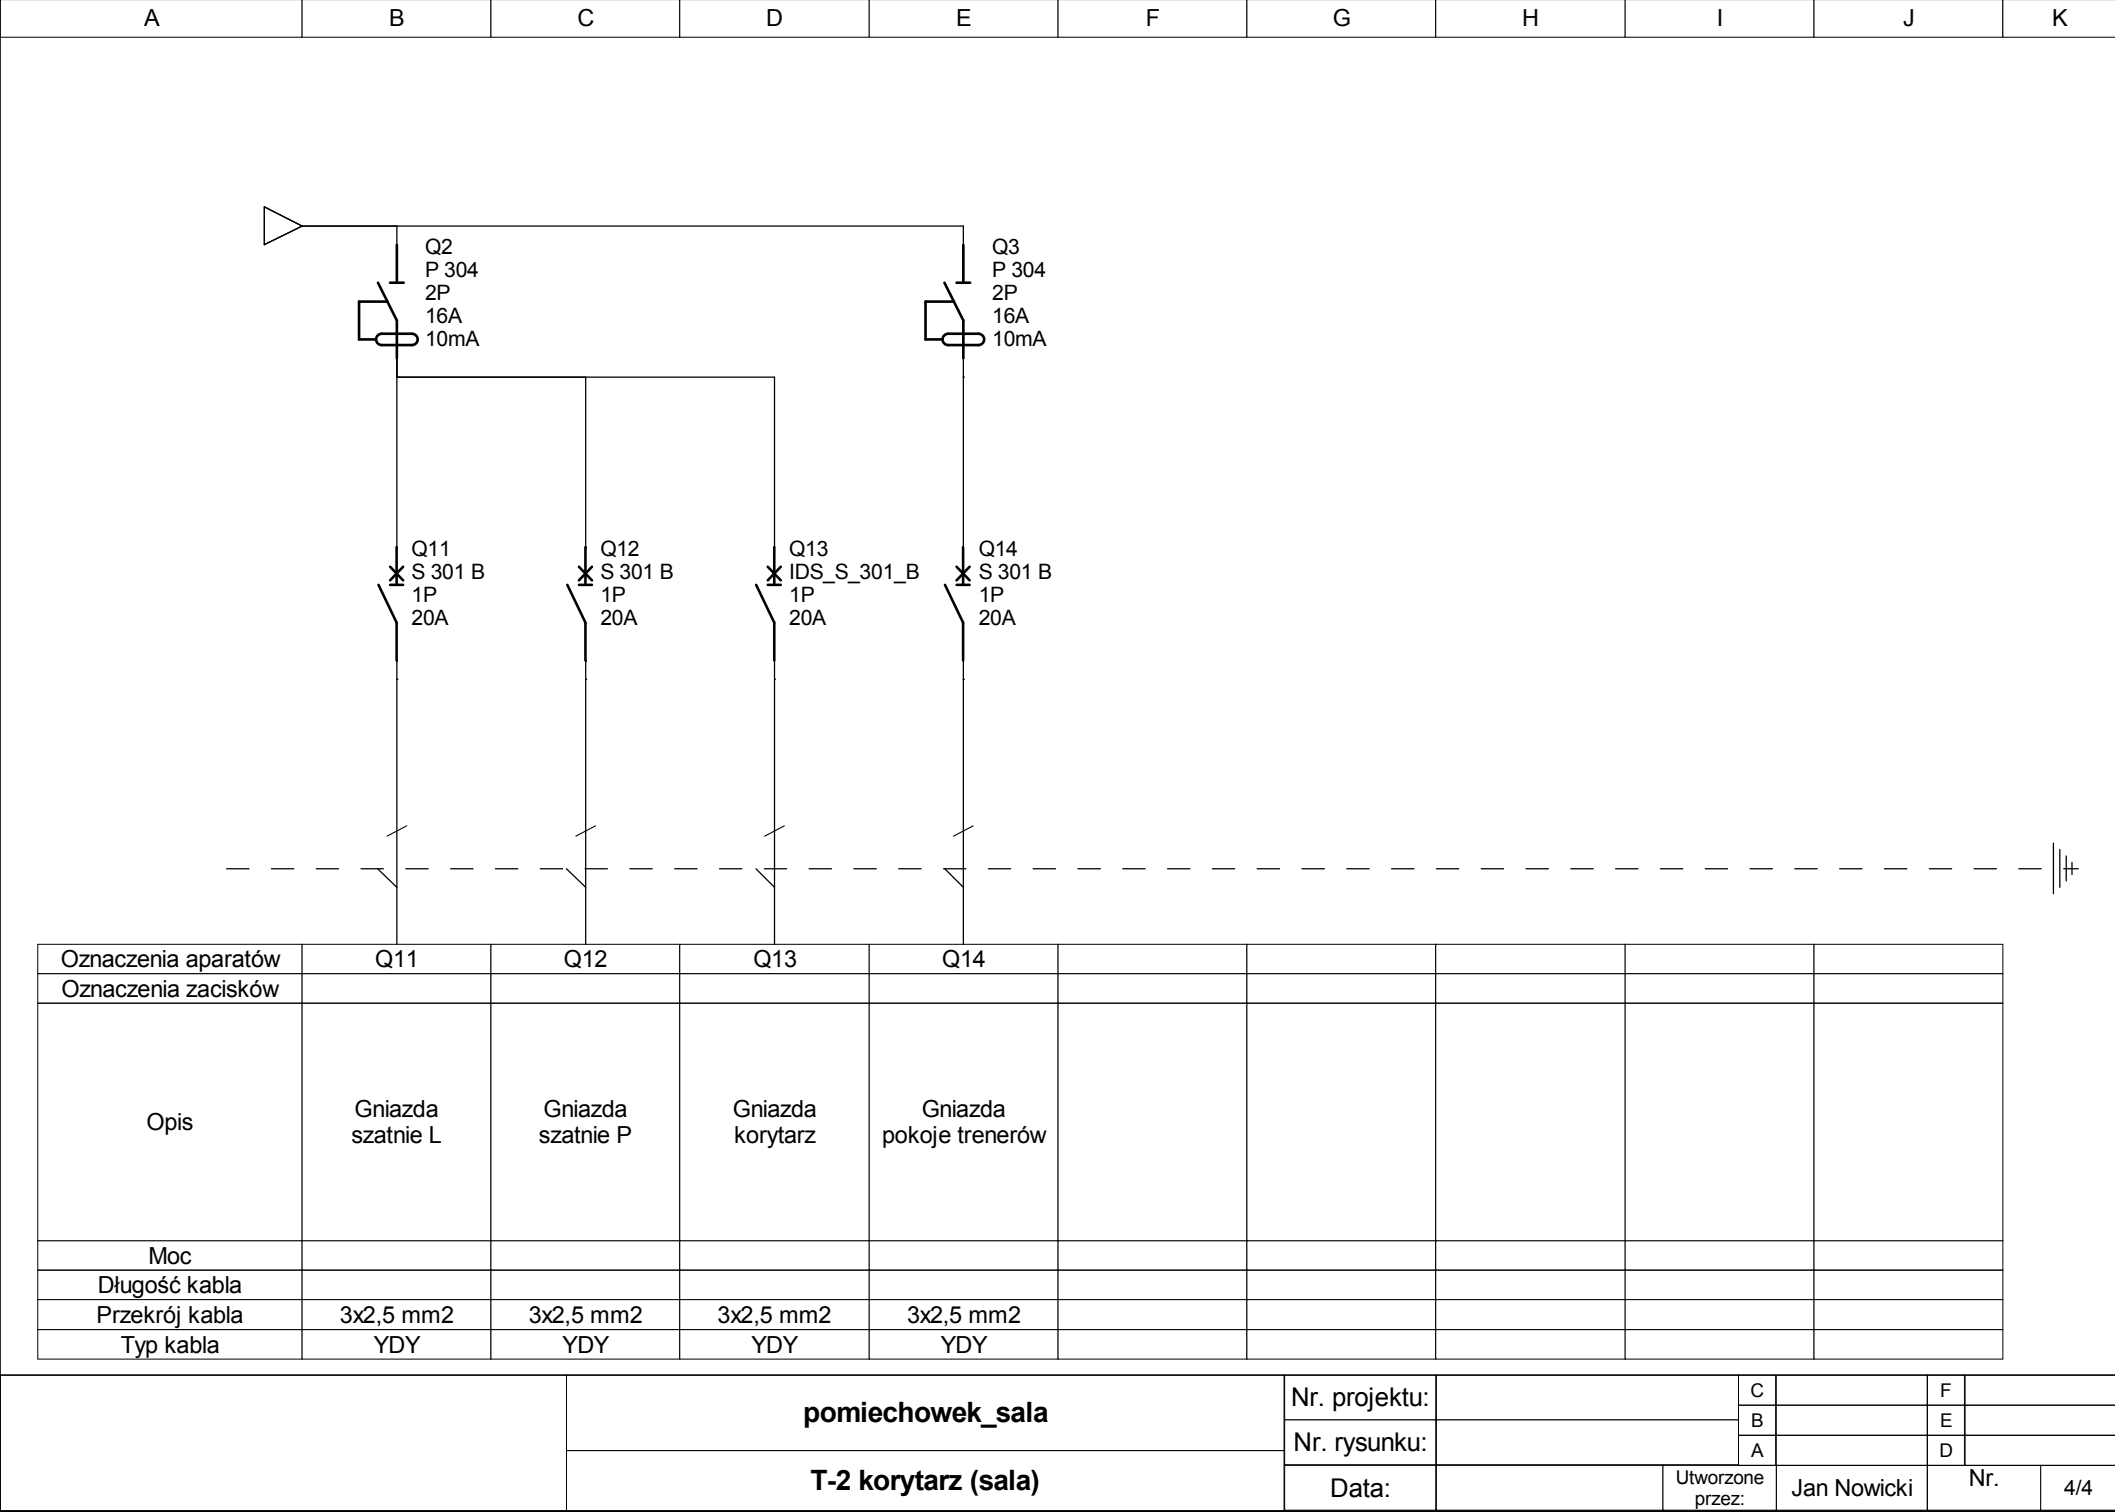 A B C D E F G H I J K
Q2
P 304
2P
16A
10mA
Q3
P 304
2P
16A
10mA
Q11
S 301 B
1P
20A
Q12
S 301 B
1P
20A
Q13
IDS_S_301_B
1P
20A
Q14
S 301 B
1P
20A
Oznaczenia aparatów Q11 Q12 Q13 Q14
Oznaczenia zacisków
Opis
Gniazda
szatnie L
Gniazda
szatnie P
Gniazda
korytarz
Gniazda
pokoje trenerów
Moc
Długość kabla
Przekrój kabla 3x2,5 mm2 3x2,5 mm2 3x2,5 mm2 3x2,5 mm2
Typ kabla YDY YDY YDY YDY
pomiechowek_sala
T-2 korytarz (sala)
Nr. projektu:
Nr. rysunku:
Data:
C F
B E
A D
Utworzone
przez:
Jan Nowicki
Nr.
4/4